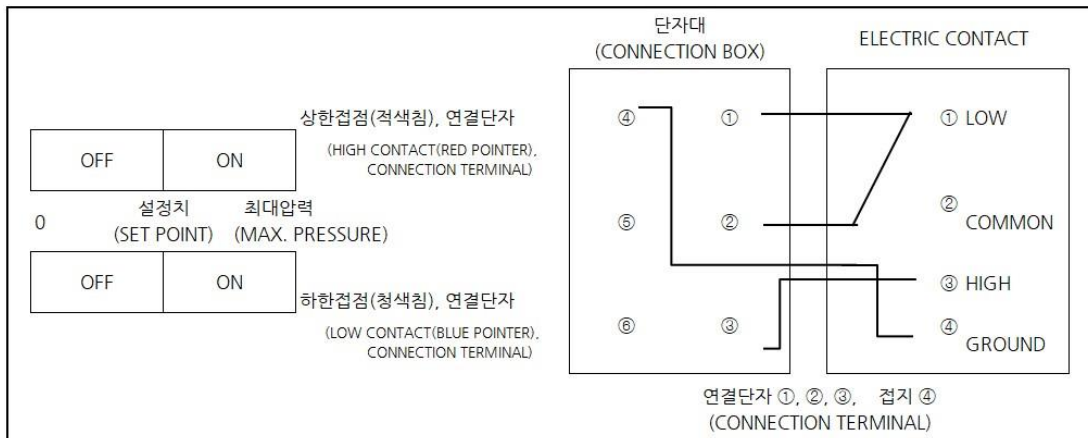 단자대
(CONNECTION BOX)
ELECTRIC CONTACT
상한접점(적색침), 연결단자
(HIGH CONTACT(RED POINTER),
CONNECTION TERMINAL)
OFF
ON
0
설정치
(SET POINT)
최대압력
(MAX. PRESSURE)
OFF
ON
하한접점(청색침), 연결단자
(LOW CONTACT(BLUE POINTER),
CONNECTION TERMINAL)
④
①
⑤
②
⑥
③
① LOW
②
COMMON
③ HIGH
④
GROUND
연결단자 ①, ②, ③, 접지 ④
(CONNECTION TERMINAL)